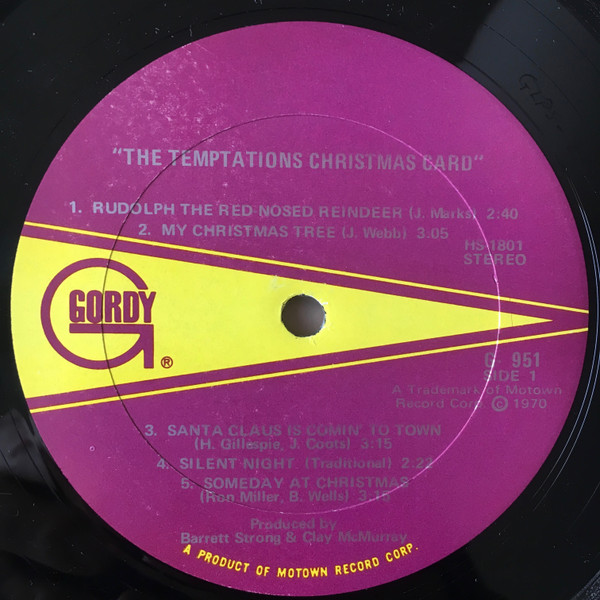 "THE TEMPTATIONS CHRISTMAS CARD"
1. RUDOLPH THE RED NOSED REINDEER (J. Marks) 2:40
2. MY CHRISTMAS TREE (J. Webb) 3.05
HS-1801
STEREO
GORDY
®
G 951
SIDE 1
A Trademark of Motown
Record Corp. © 1970
3. SANTA CLAUS IS COMIN' TO TOWN
(H. Gillespie, J. Coots) 3:15
4. SILENT NIGHT (Traditional) 2:22
5. SOMEDAY AT CHRISTMAS
(Ron Miller, B. Wells) 3:15
Produced by
Barrett Strong & Clay McMurray
A PRODUCT OF MOTOWN RECORD CORP.